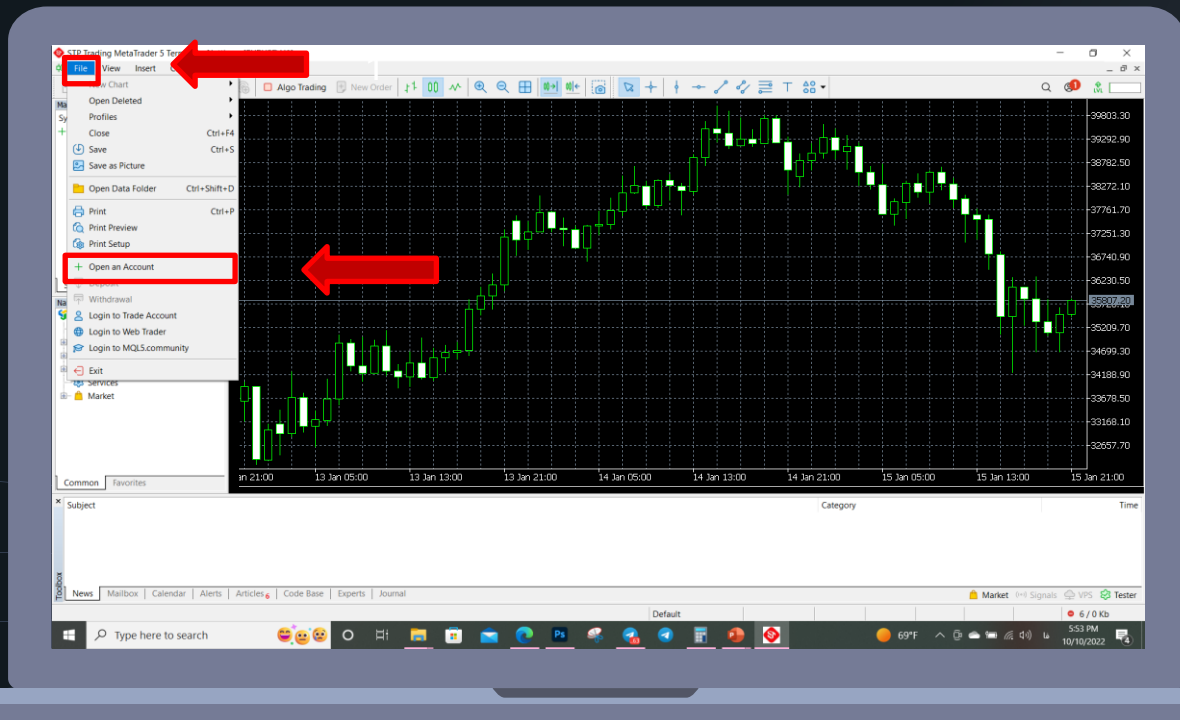 STP Trading MetaTrader 5
File View Insert
New Chart
Open Deleted
Profiles
Close Ctrl+F4
Save Ctrl+S
Save as Picture
Open Data Folder Ctrl+Shift+D
Print Ctrl+P
Print Preview
Print Setup
Open an Account
Deposit
Withdrawal
Login to Trade Account
Login to Web Trader
Login to MQL5.community
Exit
Services
Market
Common Favorites
Algo Trading New Order
39803.30
39292.90
38782.50
38272.10
37761.70
37251.30
36740.90
36230.50
35807.20
35209.70
34699.30
34188.90
33678.50
33168.10
32657.70
21:00 13 Jan 05:00 13 Jan 13:00 13 Jan 21:00 14 Jan 05:00 14 Jan 13:00 14 Jan 21:00 15 Jan 05:00 15 Jan 13:00 15 Jan 21:00
Subject Category Time
Toolbox
News Mailbox Calendar Alerts Articles 6 Code Base Experts Journal
Market Signals VPS Tester
Default 6 / 0 Kb
Type here to search
Ps
69°F
5:53 PM
10/10/2022
4